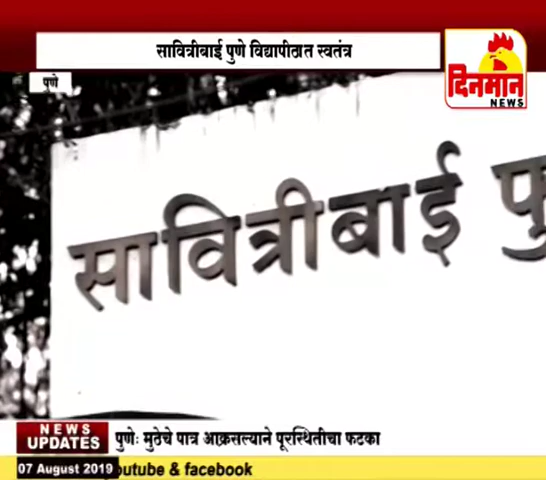 सावित्रीबाई पुणे विद्यापीठात स्वतंत्र
दिनमान
NEWS
पुणे
सावित्रीबाई
NEWS
UPDATES
पुणे: मुठेचे पात्र आक्रसल्याने पूरस्थितीचा फटका
07 August 2019
outube & facebook